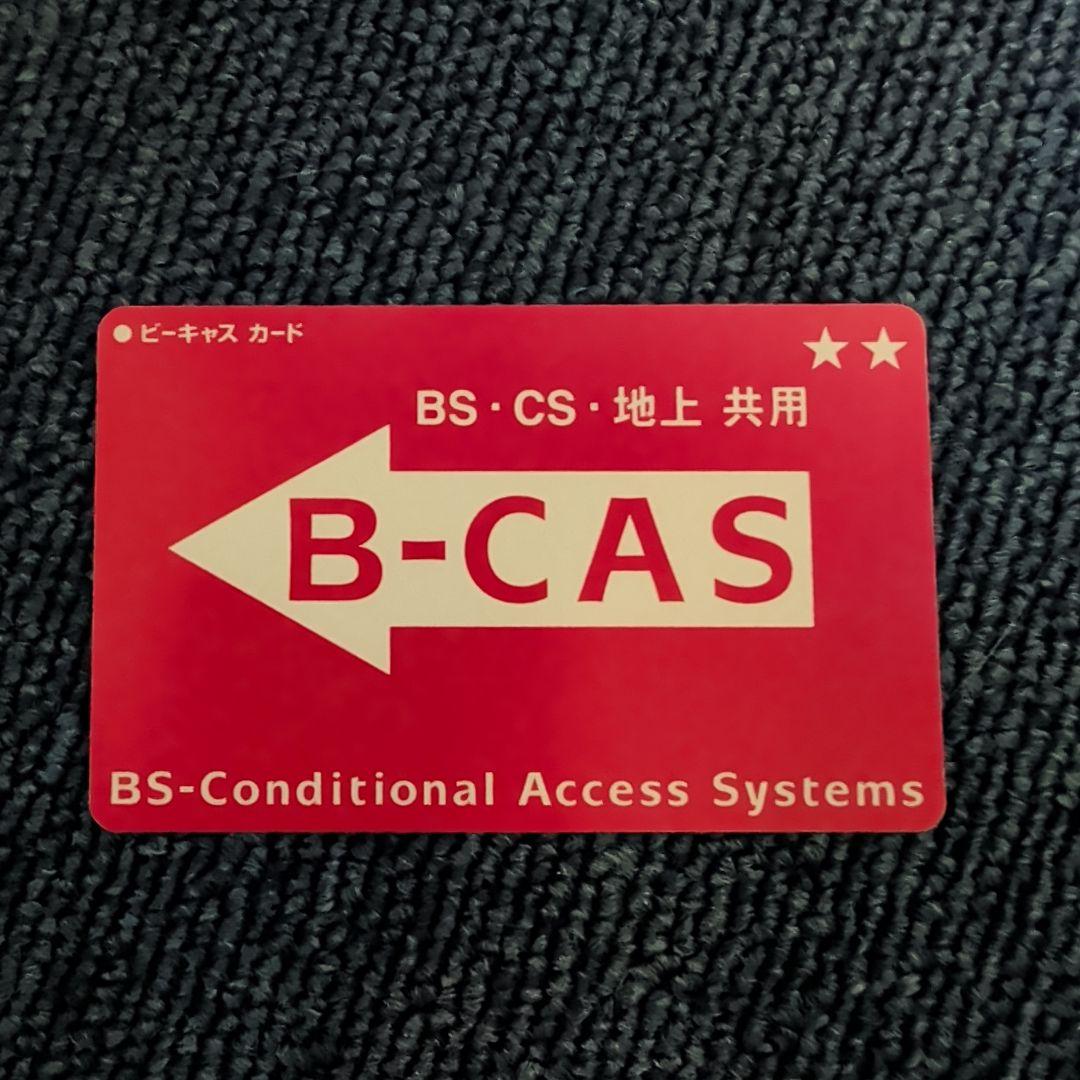 ●ビーキャス カード
★★
BS・CS・地上 共用
B-CAS
BS-Conditional Access Systems